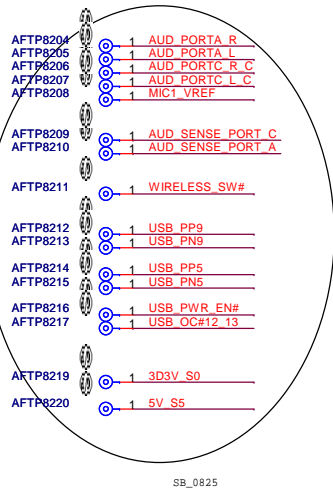 AFTP8204 1 AUD_PORTA_R
AFTP8205 1 AUD_PORTA_L
AFTP8206 1 AUD_PORTC_R_C
AFTP8207 1 AUD_PORTC_L_C
AFTP8208 1 MIC1_VREF
AFTP8209 1 AUD_SENSE_PORT_C
AFTP8210 1 AUD_SENSE_PORT_A
AFTP8211 1 WIRELESS_SW#
AFTP8212 1 USB_PP9
AFTP8213 1 USB_PN9
AFTP8214 1 USB_PP5
AFTP8215 1 USB_PN5
AFTP8216 1 USB_PWR_EN#
AFTP8217 1 USB_OC#12_13
AFTP8219 1 3D3V_S0
AFTP8220 1 5V_S5
SB_0825